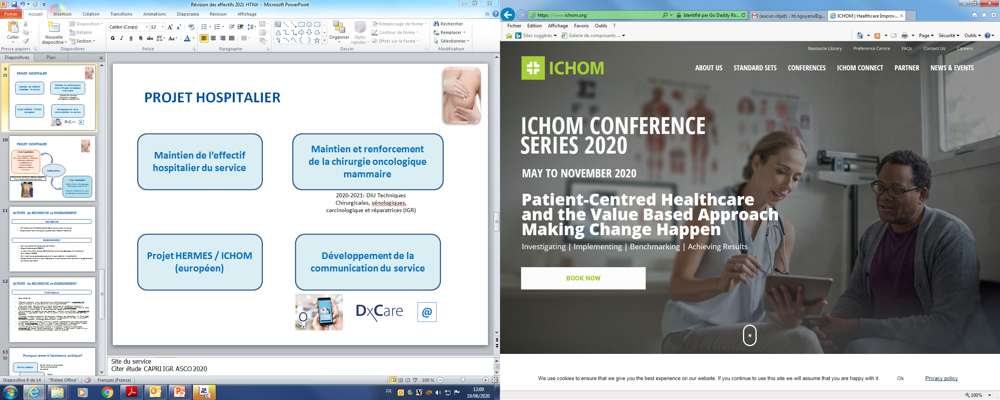 Révision des effectifs 2021 HTNX - Microsoft PowerPoint
Fichier
Accueil
Insertion
Création
Transitions
Animations
Diaporama
Révision
Affichage
Coller
Nouvelle
diapositive
Disposition
Rétablir
Section
Calibri (Corps)
12
G I S S abc AV Aa A
Organiser
Styles
rapides
Remplissage de forme
Contour de forme
Effets sur la forme
Rechercher
Remplacer
Sélectionner
Presse-papiers
Diapositives
Police
Paragraphe
Dessin
Modification
Diapositives
Plan
9
PROJET HOSPITALIER
Maintien de l'effectif
hospitalier du service
Maintien et renforcement
de la chirurgie oncologique
mammaire
Projet HERMES / ICHOM
(européen)
Développement de la
communication du service
DxCare
@
10
PROJET HOSPITALIER
Intra-hospitalière
Collaborations
Inter-hospitalière
11
ACTIVITE de RECHERCHE et ENSEIGNEMENT
RECHERCHE
ENSEIGNEMENT
12
ACTIVITE de RECHERCHE et ENSEIGNEMENT
Publications
13
Pourquoi rester à l'assistance publique?
Service publique
PROJET HOSPITALIER
Maintien de l'effectif
hospitalier du service
Maintien et renforcement
de la chirurgie oncologique
mammaire
2020-2021: DIU Techniques
Chirurgicales, sénologiques,
carcinologique et réparatrices (IGR)
Projet HERMES / ICHOM
(européen)
Développement de la
communication du service
DxCare
@
Site du service
Citer étude CAPRI IGR ASCO 2020
Diapositive 9 de 14
"Thème Office"
Français (France)
100 %
FR
12:09
19/06/2020
https://www.ichom.org/
Identifié par Go Daddy Ro...
(aucun objet) - ht.nguyenx@g...
ICHOM | Healthcare Improv...
Fichier Edition Affichage Favoris Outils ?
Sites suggérés
Galerie de composants ...
Page
Sécurité
Outils
Resource Library
Preference Centre
FAQs
Contact Us
Careers
ICHOM
ABOUT US
STANDARD SETS
CONFERENCES
ICHOM CONNECT
PARTNER
NEWS & EVENTS
ICHOM CONFERENCE
SERIES 2020
MAY TO NOVEMBER 2020
Patient-Centred Healthcare
and the Value Based Approach
Making Change Happen
Investigating | Implementing | Benchmarking | Achieving Results
BOOK NOW
We use cookies to ensure that we give you the best experience on our website. If you continue to use this site we will assume that you are happy with it.
Ok
Privacy policy
100%